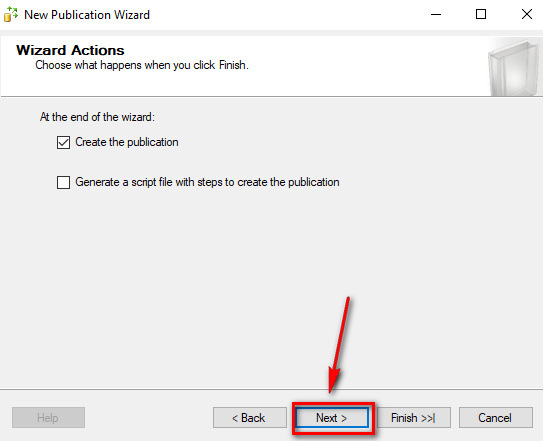 New Publication Wizard
Wizard Actions
Choose what happens when you click Finish.
At the end of the wizard:
Create the publication
Generate a script file with steps to create the publication
Help
< Back
Next >
Finish >>|
Cancel